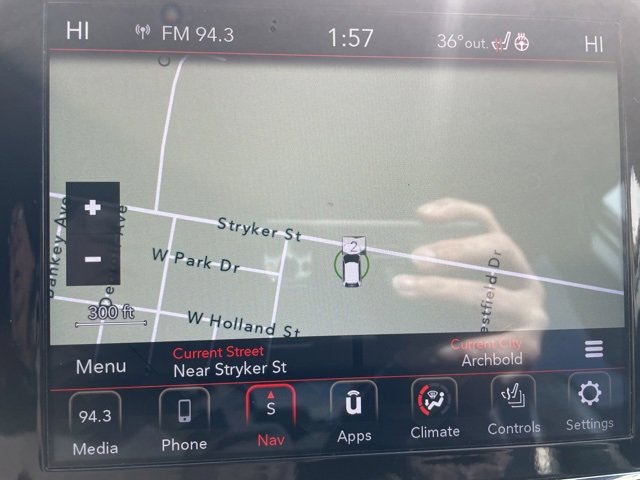 HI FM 94.3 1:57 36° out. HI
+
Stryker St
2
W Park Dr
-
300 ft
W Holland St
Menu
Current Street
Near Stryker St
Current City
Archbold
94.3
Media
Phone
S
Nav
ū
Apps
Climate
Controls
Settings